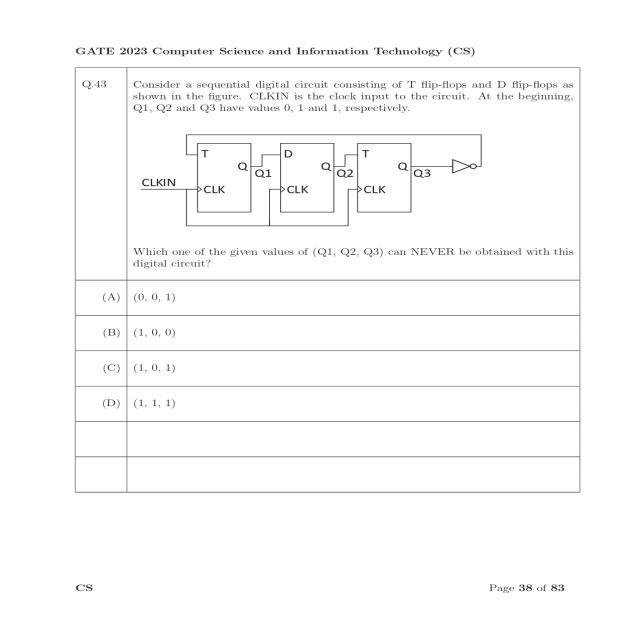 GATE 2023 Computer Science and Information Technology (CS)
Q.43
Consider a sequential digital circuit consisting of T flip-flops and D flip-flops as
shown in the figure. CLKIN is the clock input to the circuit. At the beginning,
Q1, Q2 and Q3 have values 0, 1 and 1, respectively.
T
Q
Q1
D
Q
Q2
T
Q
Q3
CLKIN
CLK
CLK
CLK
Which one of the given values of (Q1, Q2, Q3) can NEVER be obtained with this
digital circuit?
(A) (0, 0, 1)
(B) (1, 0, 0)
(C) (1, 0, 1)
(D) (1, 1, 1)
CS
Page 38 of 83